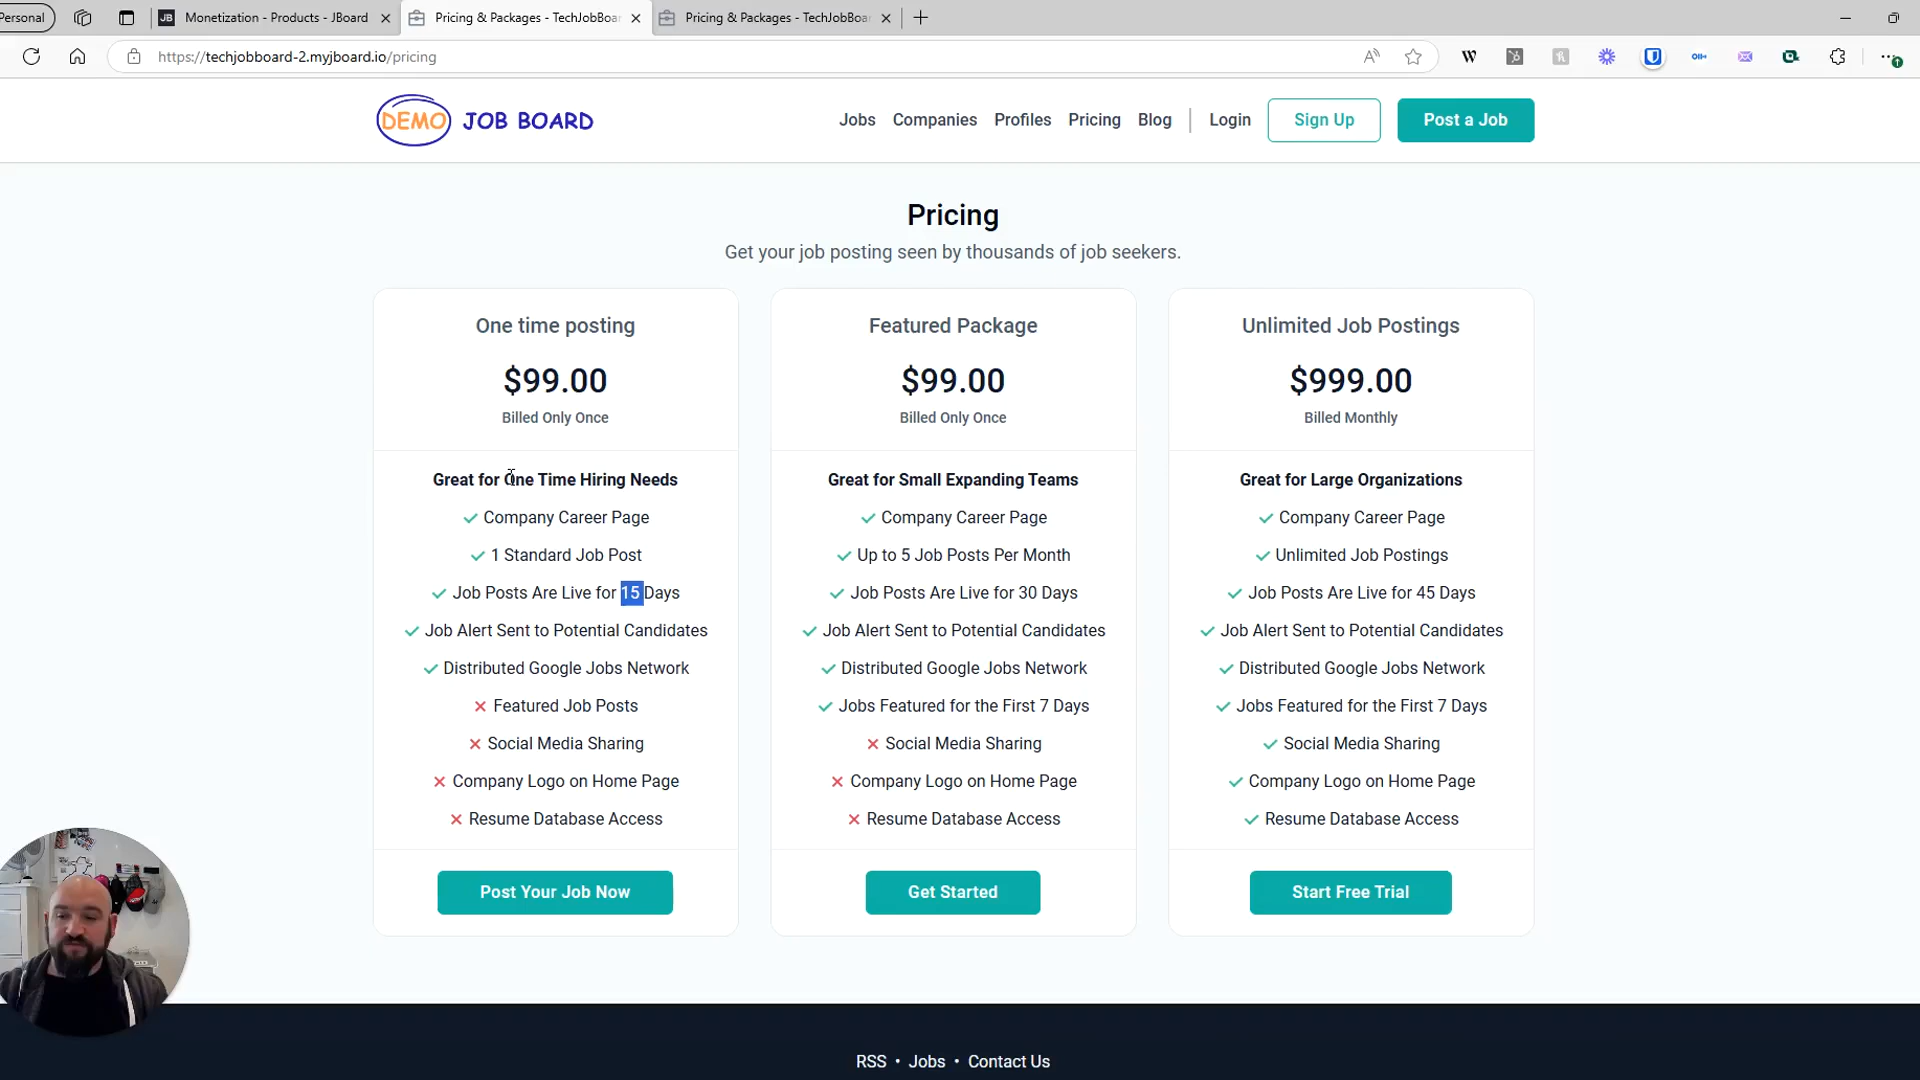 Personal
JB Monetization - Products - JBoard
Pricing & Packages - TechJobBoar
Pricing & Packages - TechJobBoar
https://techjobboard-2.myjboard.io/pricing
DEMO JOB BOARD
Jobs Companies Profiles Pricing Blog Login Sign Up Post a Job
Pricing
Get your job posting seen by thousands of job seekers.
One time posting
$99.00
Billed Only Once
Great for One Time Hiring Needs
Company Career Page
1 Standard Job Post
Job Posts Are Live for 15 Days
Job Alert Sent to Potential Candidates
Distributed Google Jobs Network
Featured Job Posts
Social Media Sharing
Company Logo on Home Page
Resume Database Access
Post Your Job Now
Featured Package
$99.00
Billed Only Once
Great for Small Expanding Teams
Company Career Page
Up to 5 Job Posts Per Month
Job Posts Are Live for 30 Days
Job Alert Sent to Potential Candidates
Distributed Google Jobs Network
Jobs Featured for the First 7 Days
Social Media Sharing
Company Logo on Home Page
Resume Database Access
Get Started
Unlimited Job Postings
$999.00
Billed Monthly
Great for Large Organizations
Company Career Page
Unlimited Job Postings
Job Posts Are Live for 45 Days
Job Alert Sent to Potential Candidates
Distributed Google Jobs Network
Jobs Featured for the First 7 Days
Social Media Sharing
Company Logo on Home Page
Resume Database Access
Start Free Trial
RSS • Jobs • Contact Us